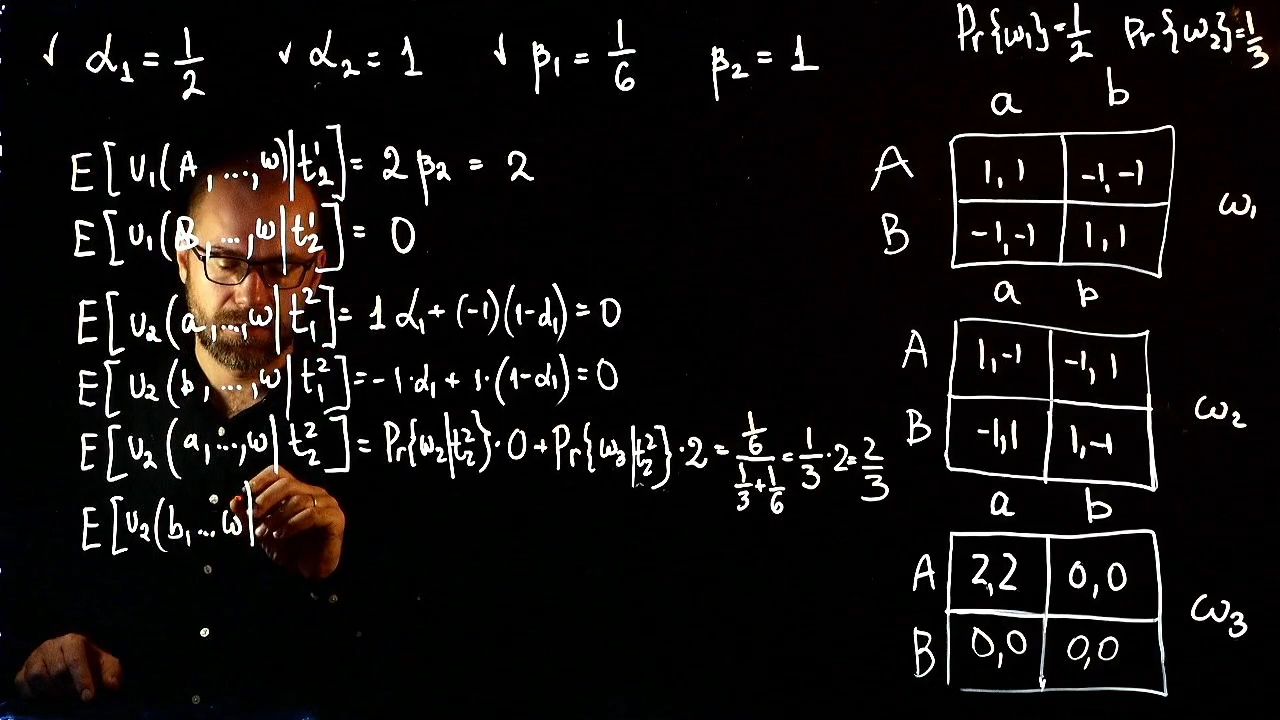 ✓ α₁ = 1/2 ✓ α₂ = 1 ✓ β₁ = 1/6 β₂ = 1
Pr{ω₁}=1/2 Pr{ω₂}=1/3
E[U₁(A, ..., ω)|t₂¹] = 2β₂ = 2
E[U₁(B, ..., ω|t₂¹] = 0
E[U₂(a, ..., ω|t₁²] = 1 α₁ + (-1)(1-α₁) = 0
E[U₂(b, ..., ω|t₁²] = -1·α₁ + 1·(1-α₁) = 0
E[U₂(a, ..., ω|t₂²] = Pr{ω₂|t₂²}·0 + Pr{ω₃|t₂²}·2 = (1/6)/(1/3+1/6) = 1/3·2 = 2/3
E[U₂(b, ... ω|
a b
A 1,1 -1,-1
B -1,-1 1,1
ω₁
a b
A 1,-1 -1,1
B -1,1 1,-1
ω₂
a b
A 2,2 0,0
B 0,0 0,0
ω₃